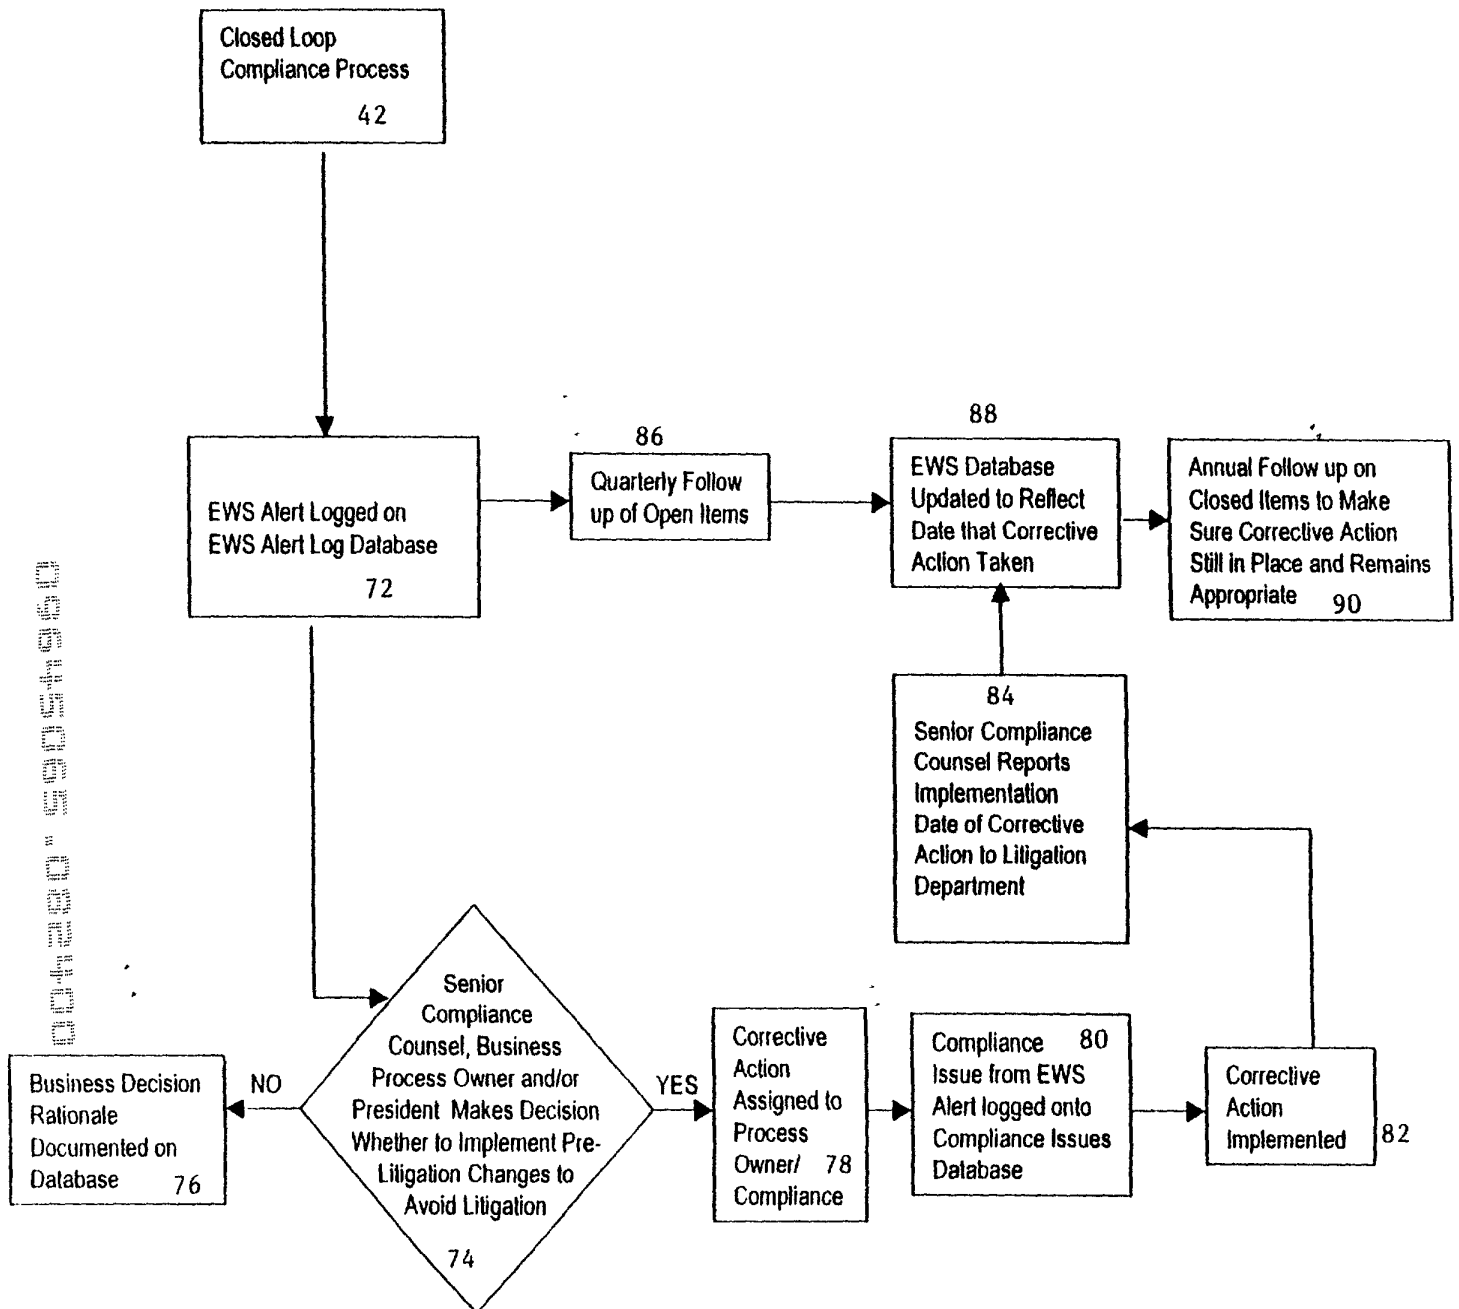 Closed Loop
Compliance Process
42
EWS Alert Logged on
EWS Alert Log Database
72
86
Quarterly Follow
up of Open Items
88
EWS Database
Updated to Reflect
Date that Corrective
Action Taken
Annual Follow up on
Closed Items to Make
Sure Corrective Action
Still in Place and Remains
Appropriate 90
84
Senior Compliance
Counsel Reports
Implementation
Date of Corrective
Action to Litigation
Department
Senior
Compliance
Counsel, Business
Process Owner and/or
President Makes Decision
Whether to Implement Pre-
Litigation Changes to
Avoid Litigation
74
NO
Business Decision
Rationale
Documented on
Database 76
YES
Corrective
Action
Assigned to
Process
Owner/ 78
Compliance
Compliance 80
Issue from EWS
Alert logged onto
Compliance Issues
Database
Corrective
Action
Implemented
82
09645065.082400